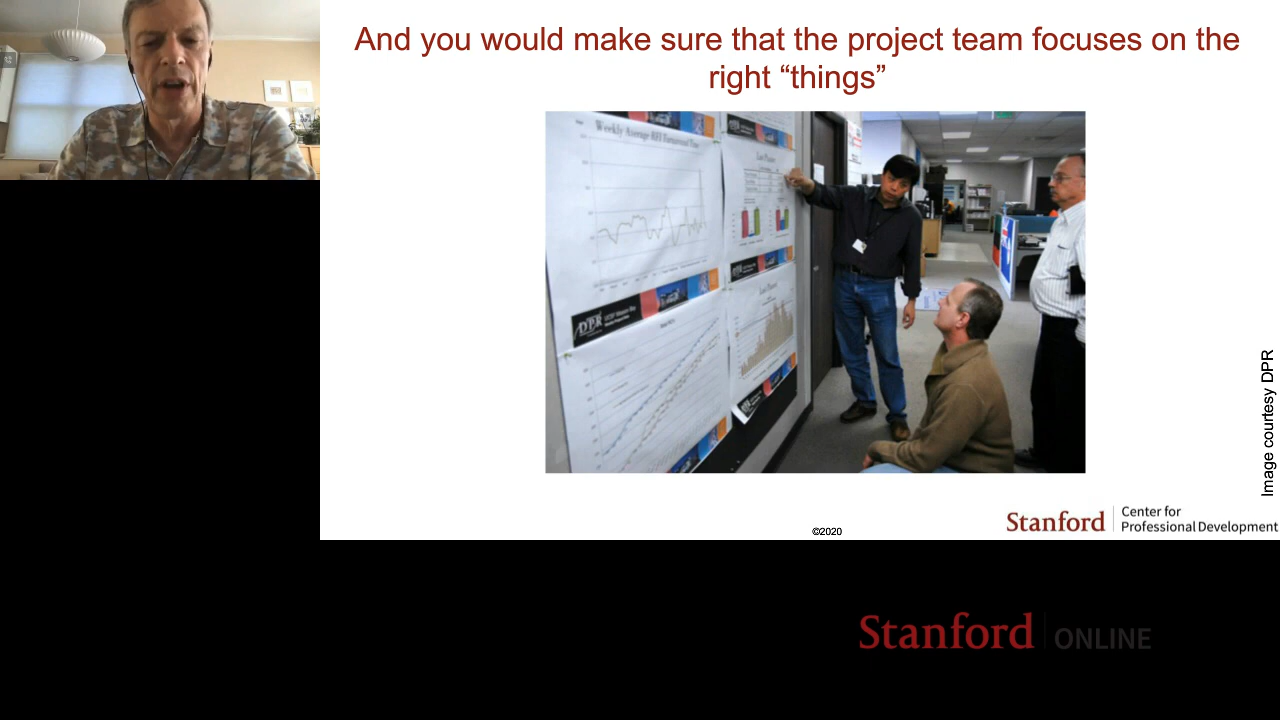 And you would make sure that the project team focuses on the
right “things”
Weekly Average RFI Turnaround Time
DPR
Image courtesy DPR
©2020
Stanford
Center for
Professional Development
Stanford
ONLINE